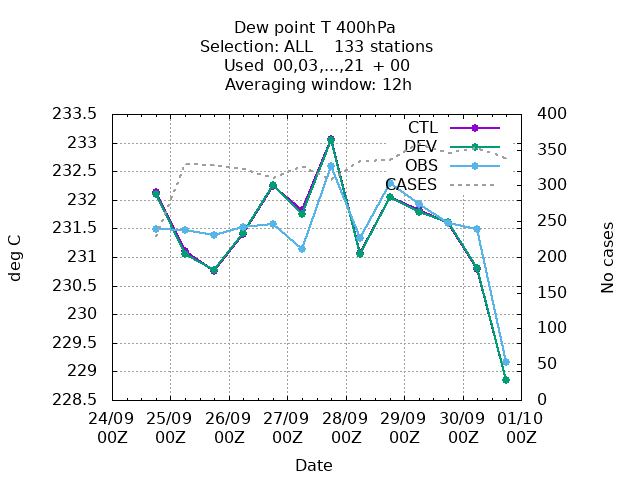 Dew point T 400hPa
Selection: ALL 133 stations
Used 00,03,...,21 + 00
Averaging window: 12h
233.5
233
232.5
232
231.5
231
230.5
230
229.5
229
228.5
400
350
300
250
200
150
100
50
0
CTL
DEV
OBS
CASES
deg C
No cases
24/09 25/09 26/09 27/09 28/09 29/09 30/09 01/10
00Z 00Z 00Z 00Z 00Z 00Z 00Z 00Z
Date